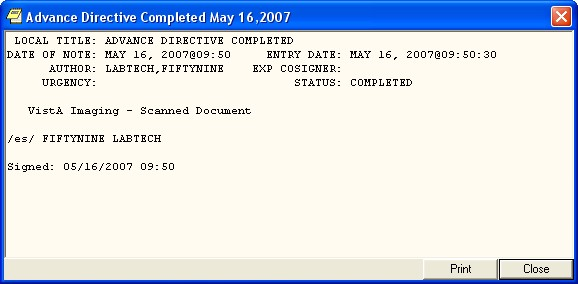 Advance Directive Completed May 16,2007
LOCAL TITLE: ADVANCE DIRECTIVE COMPLETED
DATE OF NOTE: MAY 16, 2007@09:50 ENTRY DATE: MAY 16, 2007@09:50:30
AUTHOR: LABTECH,FIFTYNINE EXP COSIGNER:
URGENCY: STATUS: COMPLETED
VistA Imaging - Scanned Document
/es/ FIFTYNINE LABTECH
Signed: 05/16/2007 09:50
Print Close